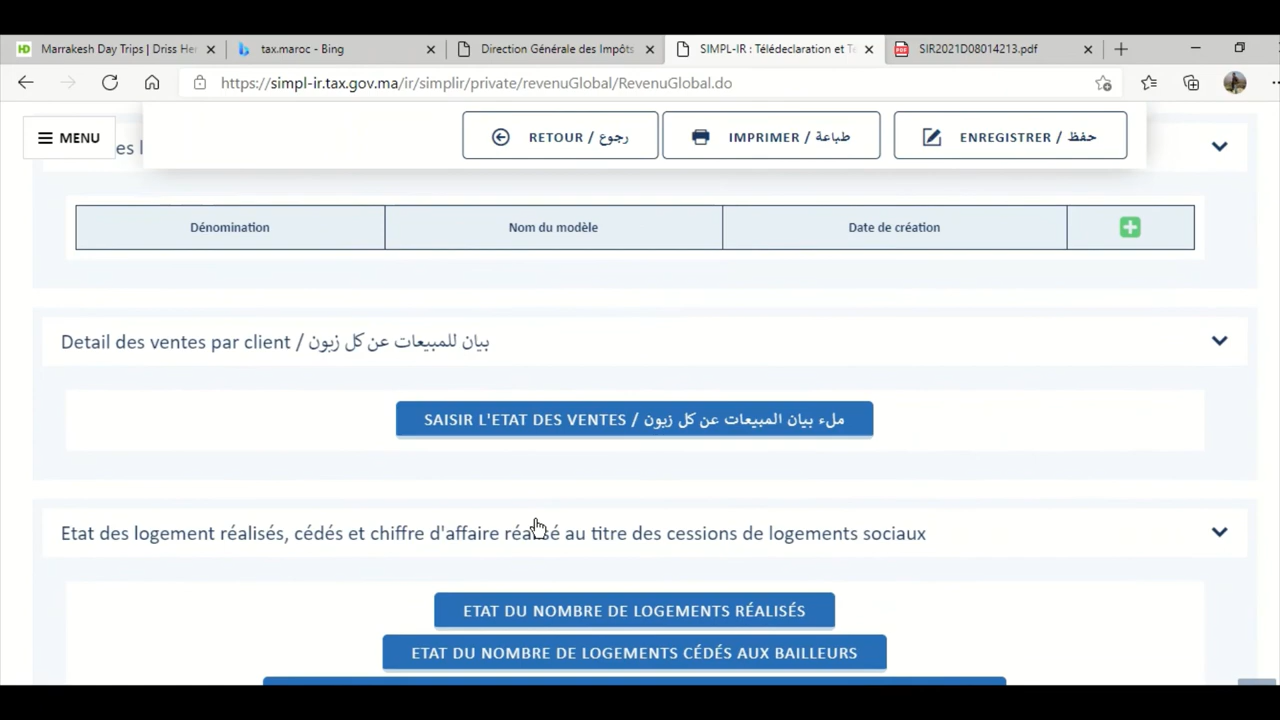 Marrakesh Day Trips | Driss He
tax.maroc - Bing
Direction Générale des Impôts
SIMPL-IR : Télédeclaration et Te
SIR2021D08014213.pdf
https://simpl-ir.tax.gov.ma/ir/simplir/private/revenuGlobal/RevenuGlobal.do
MENU
es l
RETOUR / رجوع
IMPRIMER / طباعة
ENREGISTRER / حفظ
Dénomination
Nom du modèle
Date de création
Detail des ventes par client / بيان للمبيعات عن كل زبون
SAISIR L'ETAT DES VENTES / ملء بيان المبيعات عن كل زبون
Etat des logement réalisés, cédés et chiffre d'affaire réalisé au titre des cessions de logements sociaux
ETAT DU NOMBRE DE LOGEMENTS RÉALISÉS
ETAT DU NOMBRE DE LOGEMENTS CÉDÉS AUX BAILLEURS